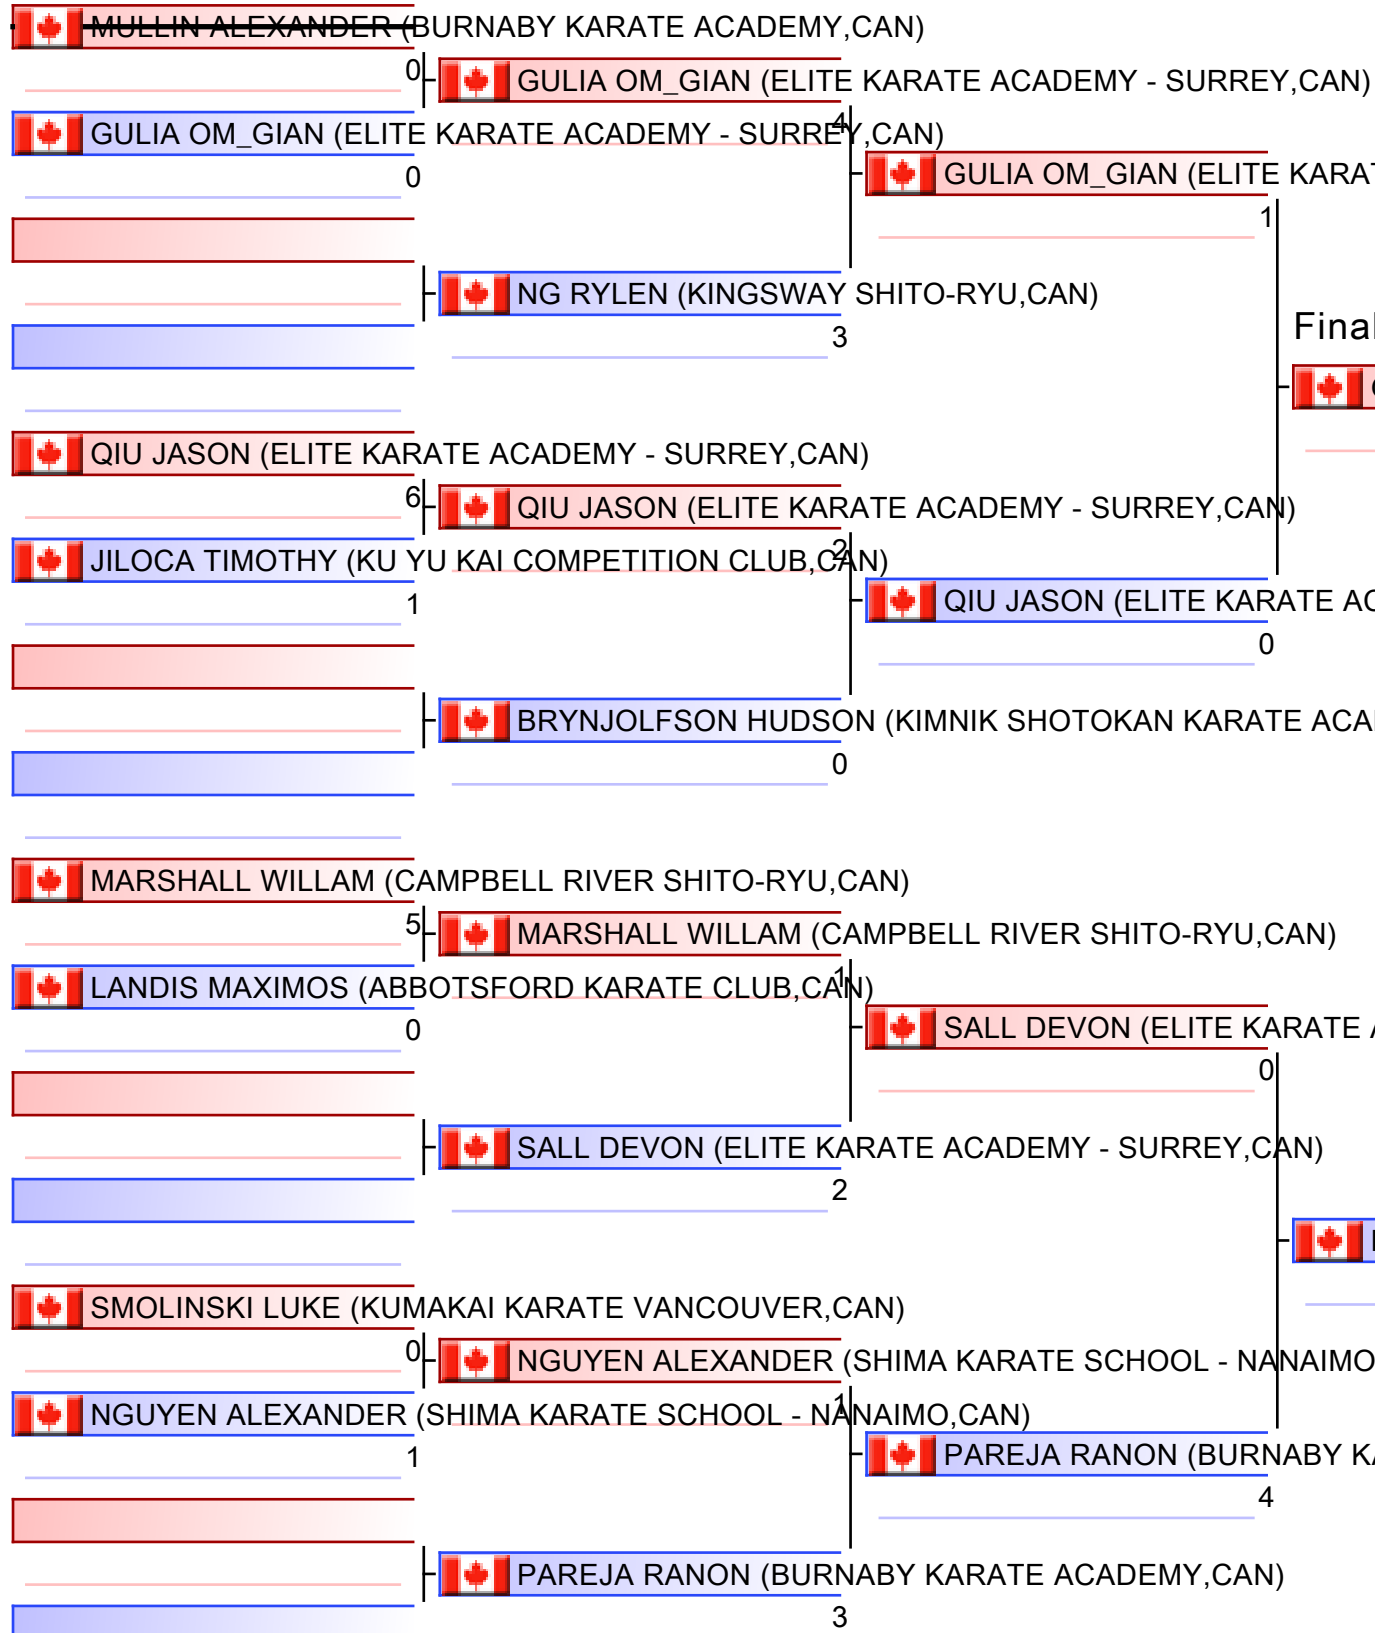 MULLIN ALEXANDER (BURNABY KARATE ACADEMY,CAN)
0
GULIA OM_GIAN (ELITE KARATE ACADEMY - SURREY,CAN)
GULIA OM_GIAN (ELITE KARATE ACADEMY - SURREY,CAN)
4
0
GULIA OM_GIAN (ELITE KARAT
1
NG RYLEN (KINGSWAY SHITO-RYU,CAN)
3
Final
QIU JASON (ELITE KARATE ACADEMY - SURREY,CAN)
6
QIU JASON (ELITE KARATE ACADEMY - SURREY,CAN)
2
JILOCA TIMOTHY (KU YU KAI COMPETITION CLUB,CAN)
1
QIU JASON (ELITE KARATE AC
0
BRYNJOLFSON HUDSON (KIMNIK SHOTOKAN KARATE ACA
0
MARSHALL WILLAM (CAMPBELL RIVER SHITO-RYU,CAN)
5
MARSHALL WILLAM (CAMPBELL RIVER SHITO-RYU,CAN)
1
LANDIS MAXIMOS (ABBOTSFORD KARATE CLUB,CAN)
0
SALL DEVON (ELITE KARATE A
0
SALL DEVON (ELITE KARATE ACADEMY - SURREY,CAN)
2
SMOLINSKI LUKE (KUMAKAI KARATE VANCOUVER,CAN)
0
NGUYEN ALEXANDER (SHIMA KARATE SCHOOL - NANAIMO
1
NGUYEN ALEXANDER (SHIMA KARATE SCHOOL - NANAIMO,CAN)
1
PAREJA RANON (BURNABY KA
4
PAREJA RANON (BURNABY KARATE ACADEMY,CAN)
3